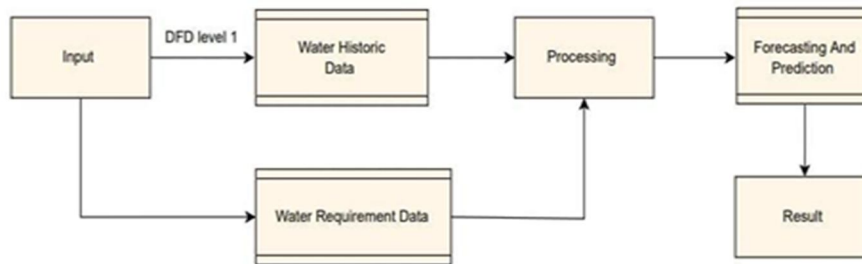 Input
DFD level 1
Water Historic
Data
Processing
Forecasting And
Prediction
Water Requirement Data
Result